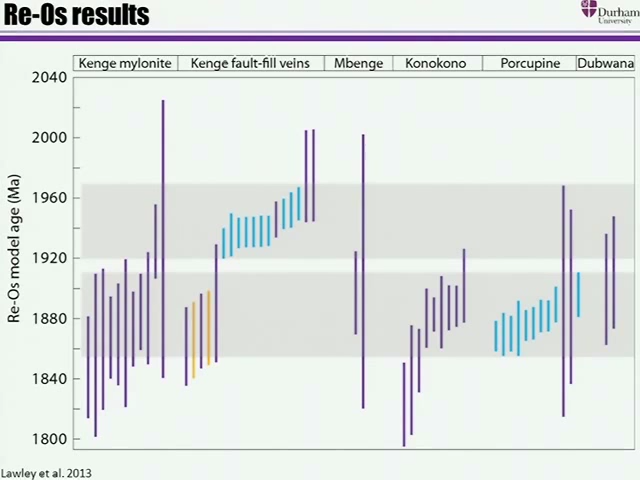 Re-Os results
Durham
University
Kenge mylonite
Kenge fault-fill veins
Mbenge
Konokono
Porcupine
Dubwana
2040
2000
1960
1920
1880
1840
1800
Re-Os model age (Ma)
Lawley et al. 2013